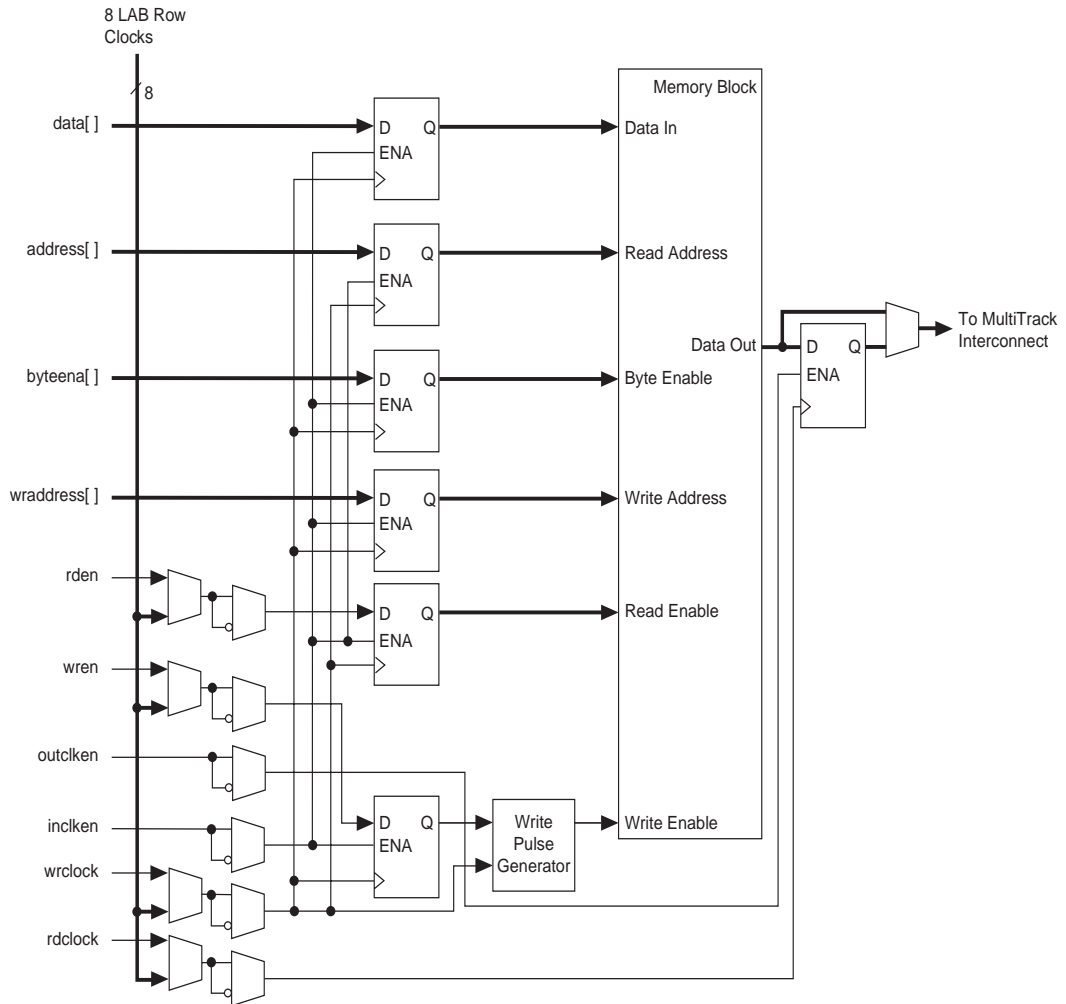 8 LAB Row
Clocks
8
data[ ]
D Q
ENA
Memory Block
Data In
address[ ]
D Q
ENA
Read Address
Data Out
D Q
ENA
To MultiTrack
Interconnect
byteena[ ]
D Q
ENA
Byte Enable
wraddress[ ]
D Q
ENA
Write Address
rden
D Q
ENA
Read Enable
wren
outclken
inclken
D Q
ENA
Write
Pulse
Generator
Write Enable
wrclock
rdclock